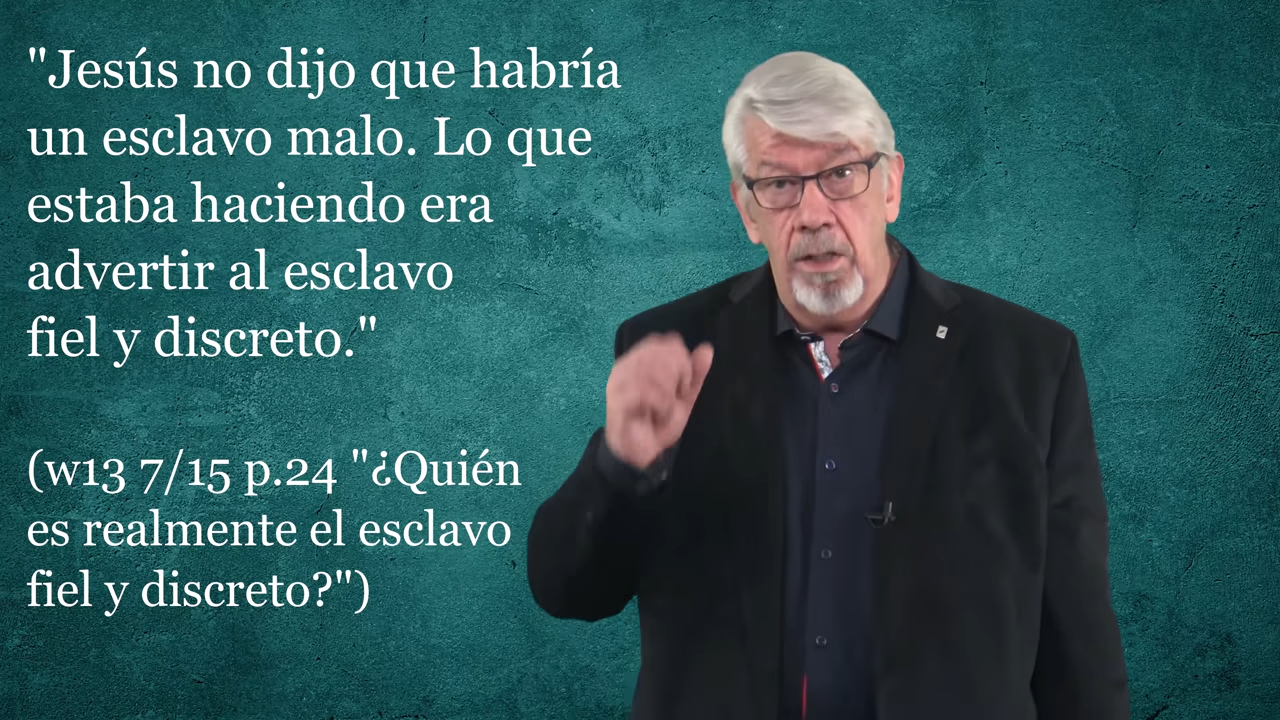 "Jesús no dijo que habría
un esclavo malo. Lo que
estaba haciendo era
advertir al esclavo
fiel y discreto."
(w13 7/15 p.24 "¿Quién
es realmente el esclavo
fiel y discreto?")